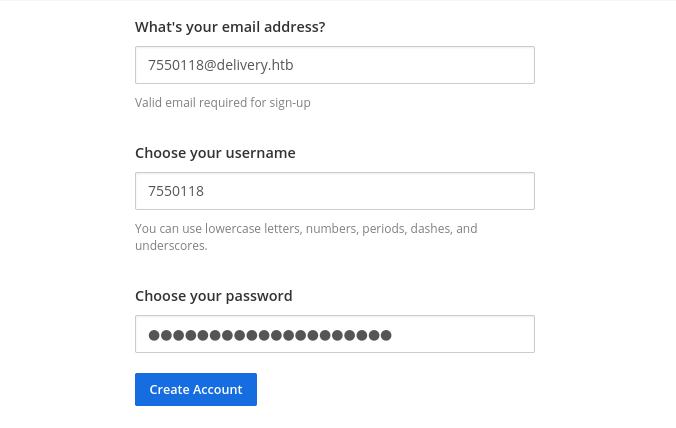 What's your email address?
7550118@delivery.htb
Valid email required for sign-up
Choose your username
7550118
You can use lowercase letters, numbers, periods, dashes, and
underscores.
Choose your password
●●●●●●●●●●●●●●●●●●●●
Create Account